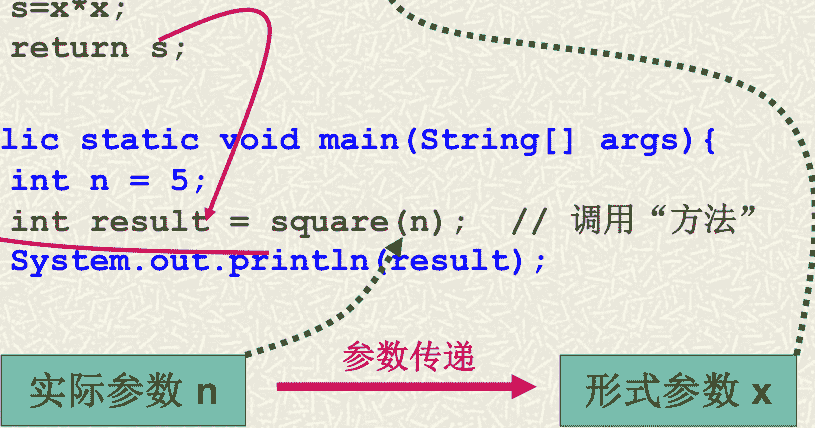 s=x*x;
return s;
lic static void main(String[] args){
int n = 5;
int result = square(n);  // 调用“方法”
System.out.println(result);
参数传递
实际参数 n
形式参数 x